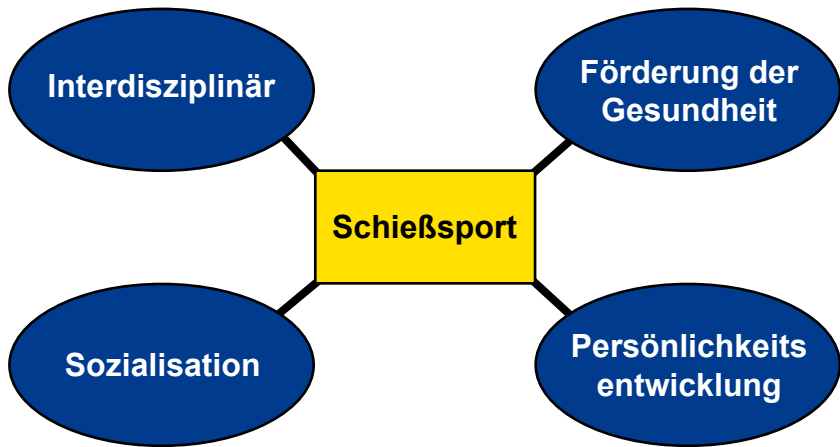 Interdisziplinär
Förderung der
Gesundheit
Schießsport
Sozialisation
Persönlichkeits
entwicklung